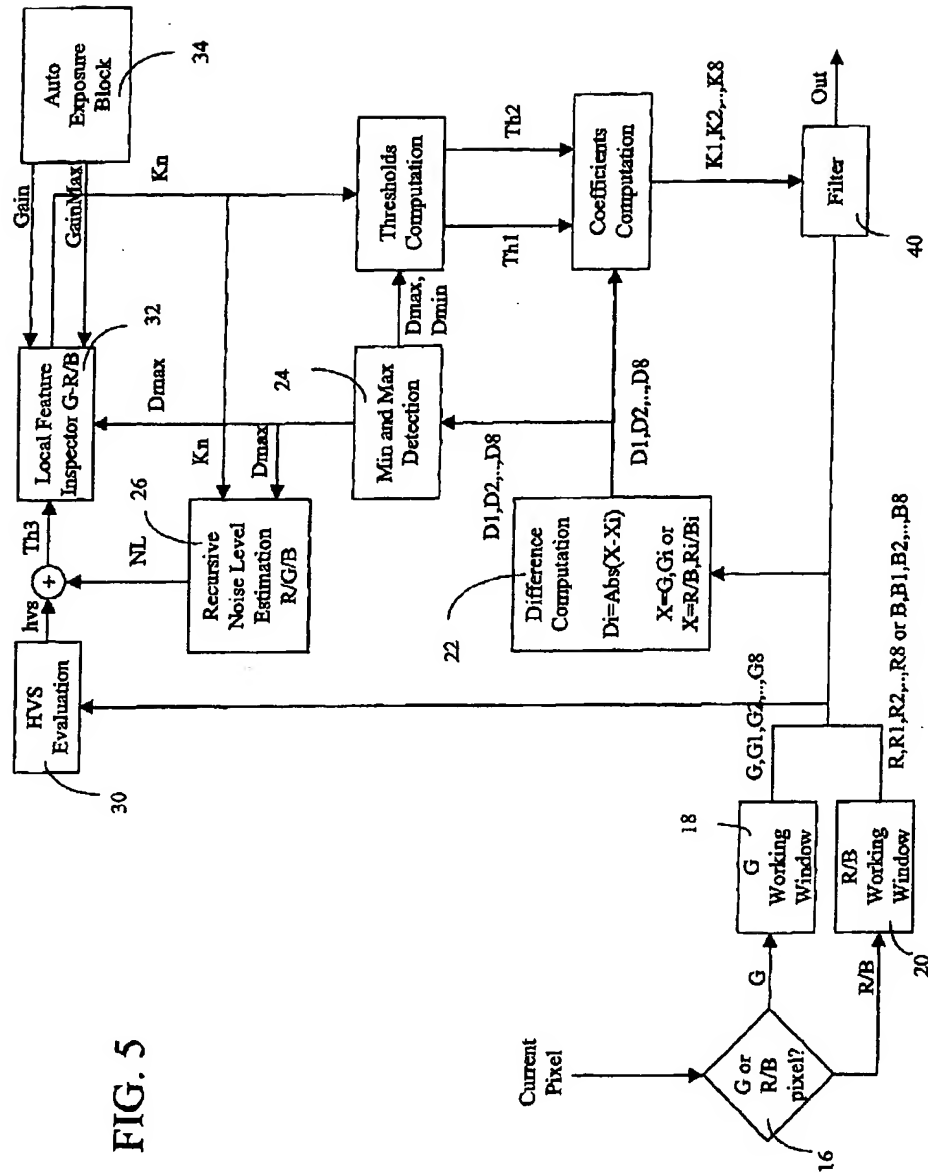 FIG. 5
Current
Pixel
G or
R/B
pixel?
16
G
R/B
18
G
Working
Window
R/B
Working
Window
20
G,G1,G2,..,G8
R,R1,R2,..,R8 or B,B1,B2,..,B8
HVS
Evaluation
30
hvs
+
Th3
NL
26
Recursive
Noise Level
Estimation
R/G/B
Kn
Dmax
Local Feature
Inspector G-R/B
32
Dmax
Gain
GainMax
Kn
Auto
Exposure
Block
34
22
Difference
Computation
Di=Abs(X-Xi)
X=G,Gi or
X=R/B,Ri/Bi
D1,D2,..,D8
D1,D2,..,D8
24
Min and Max
Detection
Dmax,
Dmin
Thresholds
Computation
Th1
Th2
Coefficients
Computation
K1,K2,..,K8
Filter
40
Out